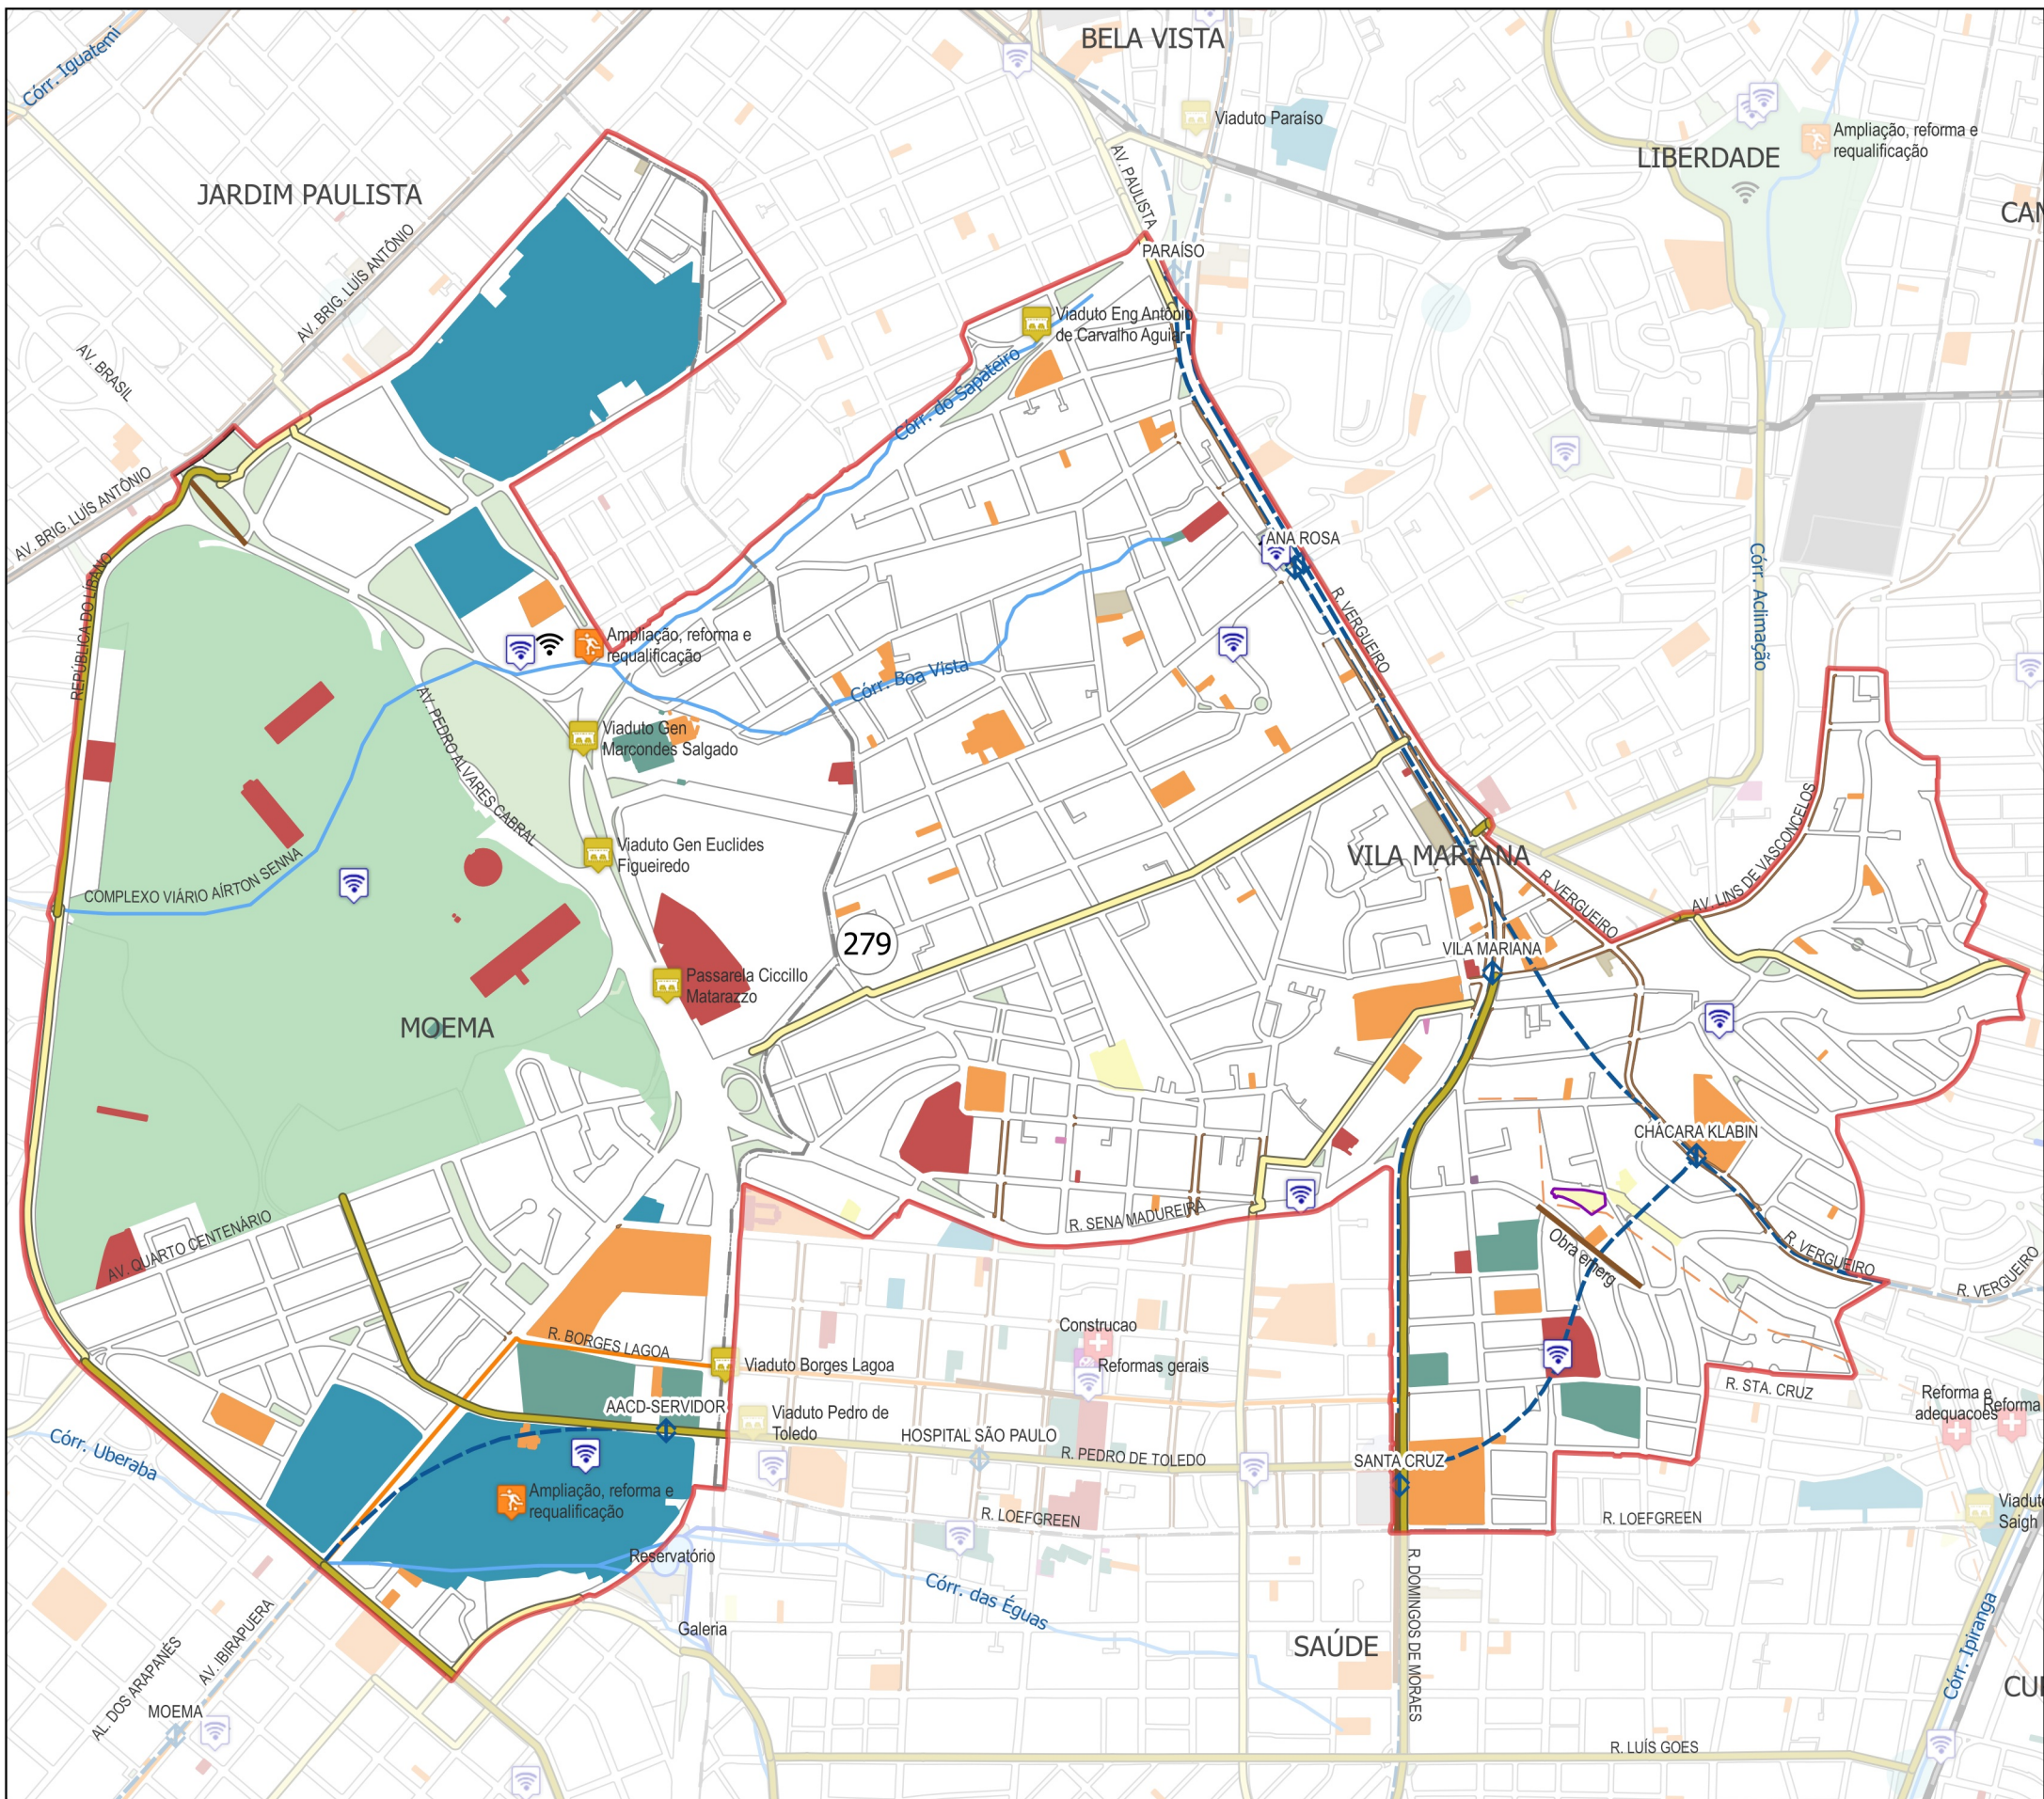 BELA VISTA
Córr. Iguatemi
Viaduto Paraíso
Ampliação, reforma e
requalificação
LIBERDADE
JARDIM PAULISTA
AV. PAULISTA
CAM
AV. BRIG. LUÍS ANTÔNIO
PARAÍSO
Viaduto Eng Antônio
de Carvalho Aguiar
AV. BRASIL
Córr. do Sapateiro
AV. BRIG. LUÍS ANTÔNIO
ANA ROSA
Córr. Aclimação
REPÚBLICA DO LÍBANO
R. VERGUEIRO
Ampliação, reforma e
requalificação
Córr. Boa Vista
AV. PEDRO ALVARES CABRAL
Viaduto Gen
Marcondes Salgado
Viaduto Gen Euclides
Figueiredo
VILA MARIANA
AV. LINS DE VASCONCELOS
COMPLEXO VIÁRIO AÍRTON SENNA
R. VERGUEIRO
279
VILA MARIANA
Passarela Ciccillo
Matarazzo
MOEMA
CHÁCARA KLABIN
R. SENA MADUREIRA
AV. QUARTO CENTENÁRIO
Obra emerg
R. VERGUEIRO
R. VERGUEIRO
Construcao
R. BORGES LAGOA
Viaduto Borges Lagoa
Reformas gerais
R. STA. CRUZ
Reforma e
adequacoes
Reforma
AACD-SERVIDOR
Viaduto Pedro de
Toledo
HOSPITAL SÃO PAULO
R. PEDRO DE TOLEDO
SANTA CRUZ
Córr. Uberaba
Ampliação, reforma e
requalificação
R. LOEFGREEN
R. LOEFGREEN
Viadut
Saigh
Reservatório
Córr. das Éguas
R. DOMINGOS DE MORAES
Galeria
SAÚDE
Córr. Ipiranga
AL. DOS ARAPANÉS
AV. IBIRAPUERA
MOEMA
CUR
R. LUÍS GOES